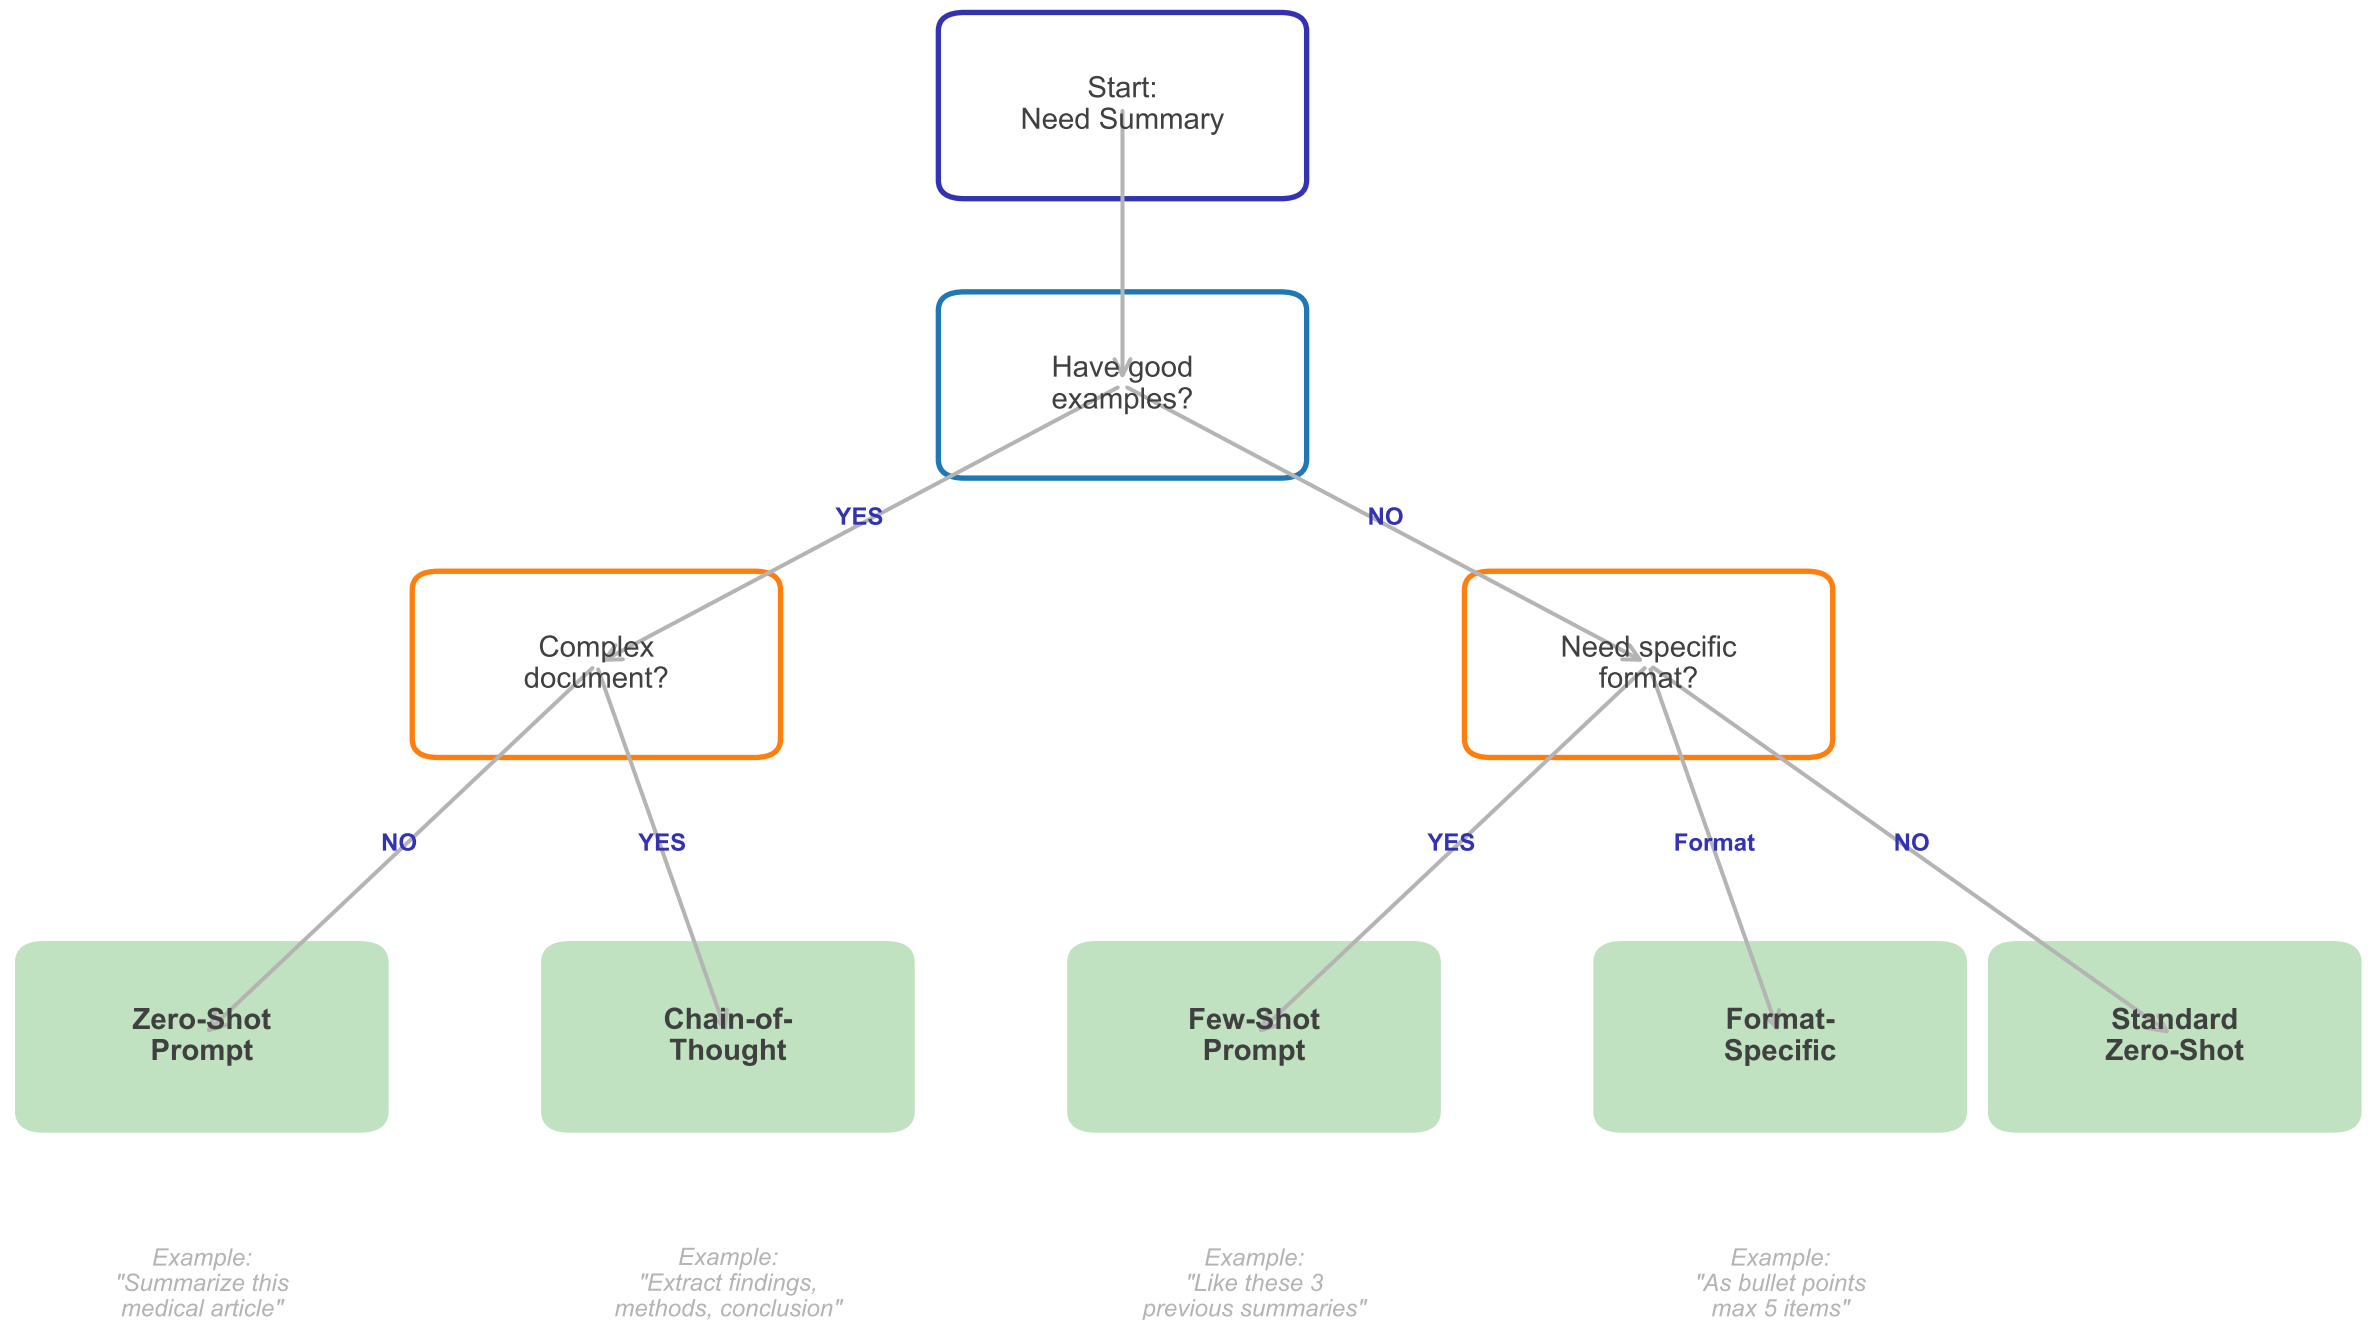 Start:
Need Summary
Have good
examples?
YES
NO
Complex
document?
Need specific
format?
NO
YES
YES
Format
NO
Zero-Shot
Prompt
Chain-of-
Thought
Few-Shot
Prompt
Format-
Specific
Standard
Zero-Shot
Example:
"Summarize this
medical article"
Example:
"Extract findings,
methods, conclusion"
Example:
"Like these 3
previous summaries"
Example:
"As bullet points
max 5 items"